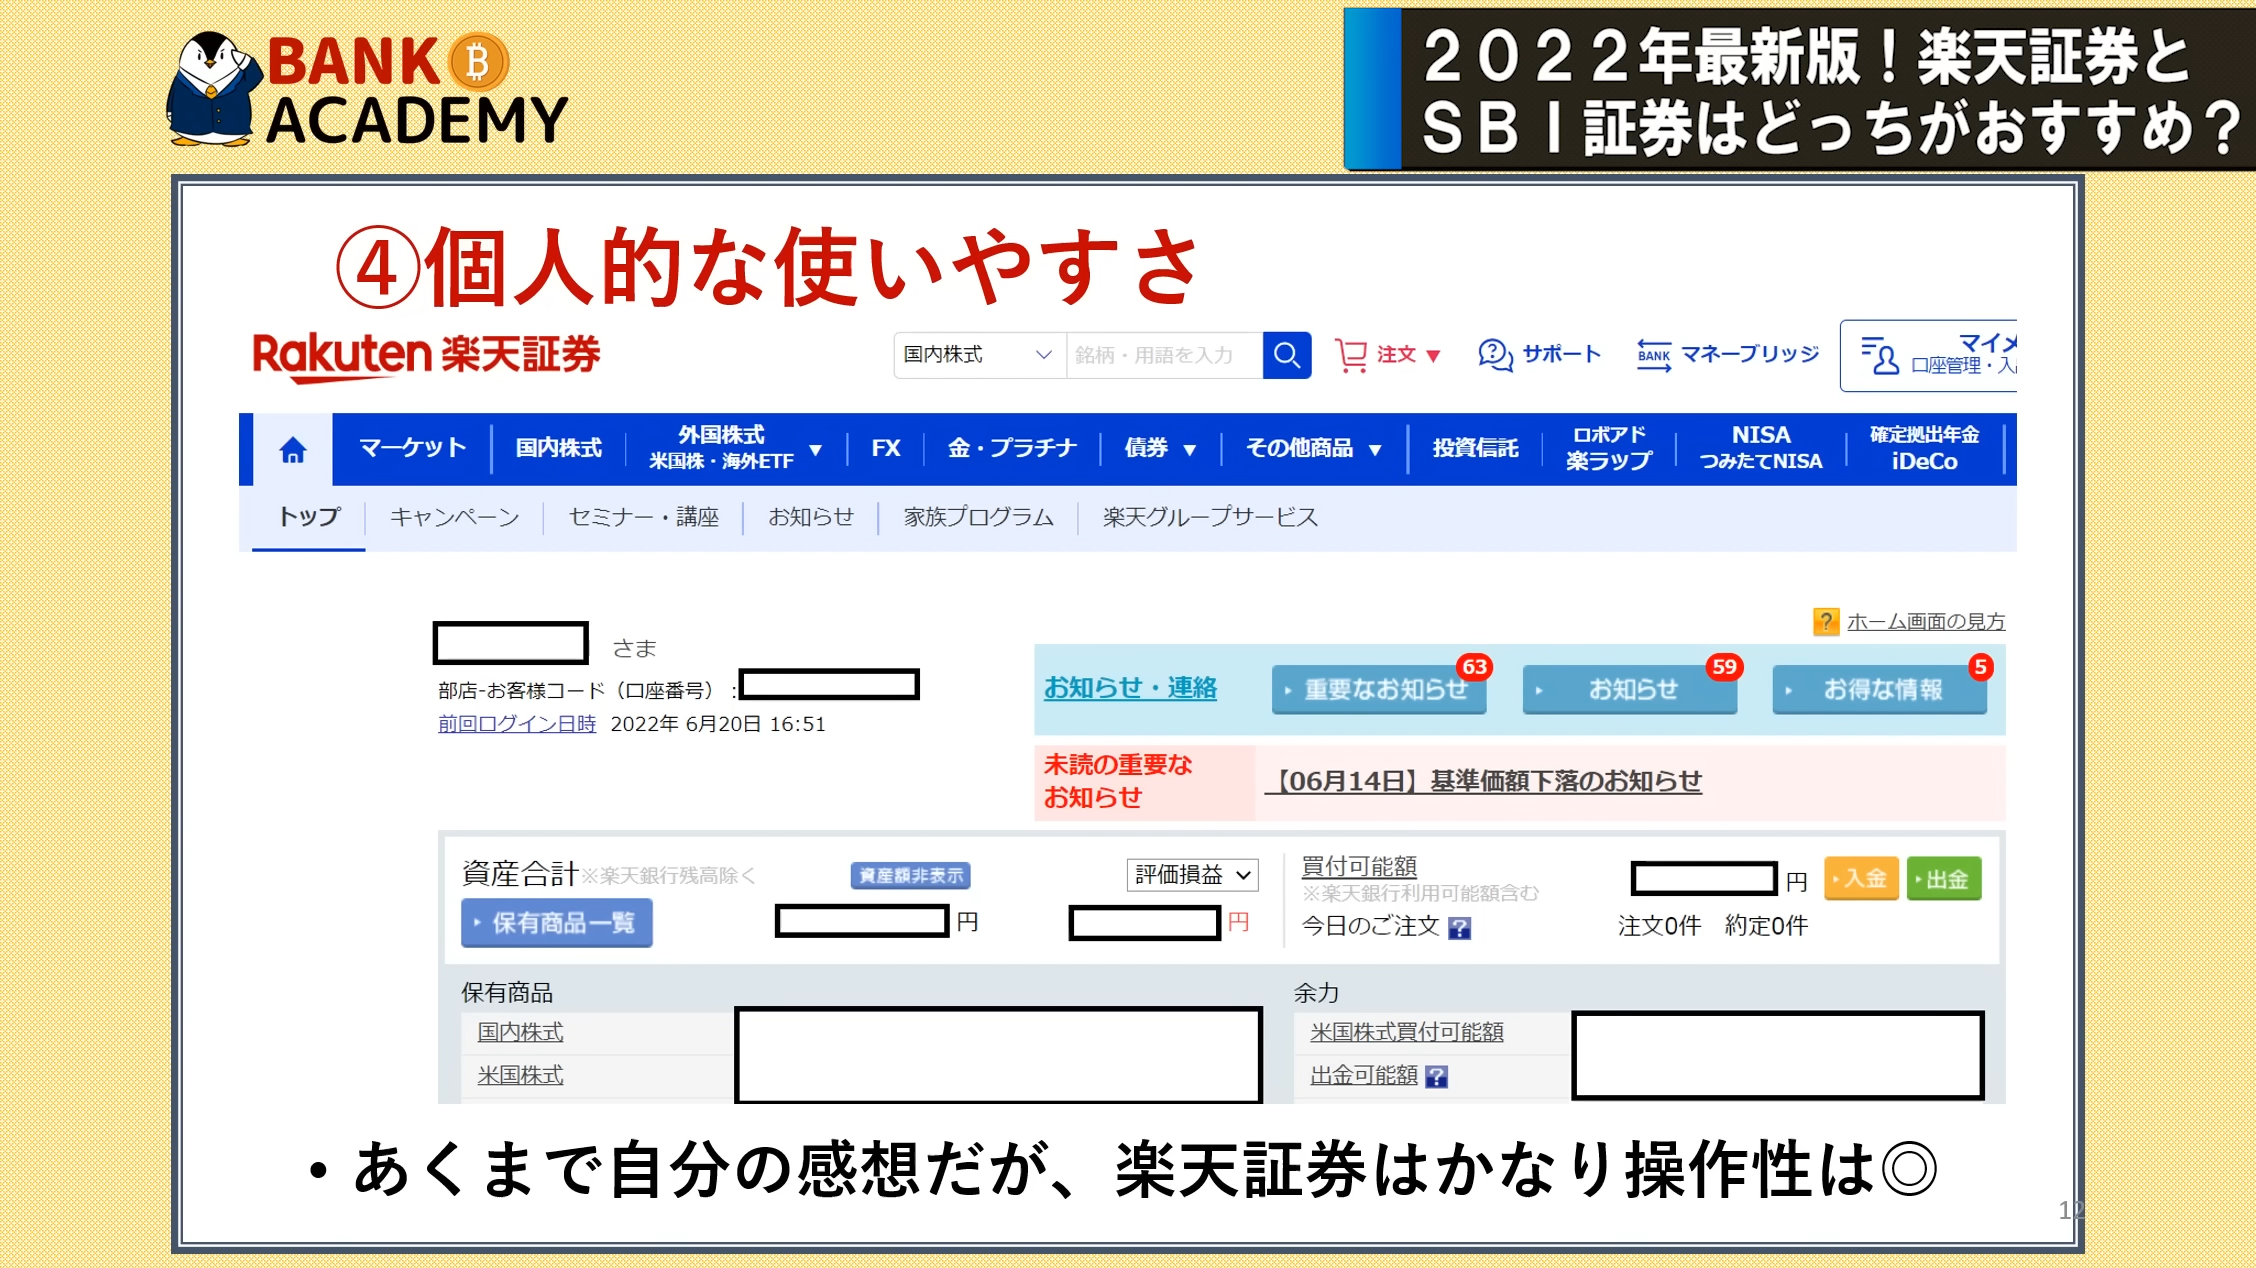 BANK
ACADEMY
２０２２年最新版！楽天証券と
ＳＢＩ証券はどっちがおすすめ？
④個人的な使いやすさ
Rakuten 楽天証券
国内株式
銘柄・用語を入力
注文 ▼
サポート
BANK マネーブリッジ
マイメ
口座管理・入
マーケット
国内株式
外国株式
米国株・海外ETF ▼
FX
金・プラチナ
債券 ▼
その他商品 ▼
投資信託
ロボアド
楽ラップ
NISA
つみたてNISA
確定拠出年金
iDeCo
トップ
キャンペーン
セミナー・講座
お知らせ
家族プログラム
楽天グループサービス
? ホーム画面の見方
さま
部店-お客様コード（口座番号）:
前回ログイン日時 2022年 6月20日 16:51
お知らせ・連絡
重要なお知らせ 63
お知らせ 59
お得な情報 5
未読の重要な
お知らせ
【06月14日】基準価額下落のお知らせ
資産合計 ※楽天銀行残高除く
資産額非表示
評価損益
保有商品一覧
円
円
買付可能額
※楽天銀行利用可能額含む
円
入金
出金
今日のご注文 ?
注文0件 約定0件
保有商品
国内株式
米国株式
余力
米国株式買付可能額
出金可能額 ?
・あくまで自分の感想だが、楽天証券はかなり操作性は◎
12